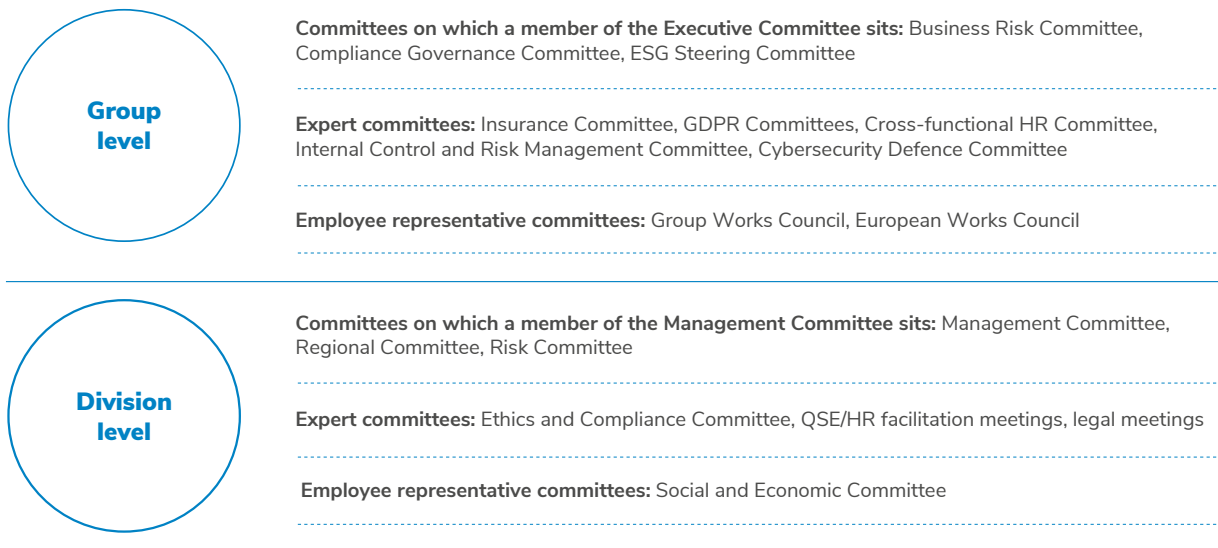 Group
level
Committees on which a member of the Executive Committee sits: Business Risk Committee,
Compliance Governance Committee, ESG Steering Committee
Expert committees: Insurance Committee, GDPR Committees, Cross-functional HR Committee,
Internal Control and Risk Management Committee, Cybersecurity Defence Committee
Employee representative committees: Group Works Council, European Works Council
Division
level
Committees on which a member of the Management Committee sits: Management Committee,
Regional Committee, Risk Committee
Expert committees: Ethics and Compliance Committee, QSE/HR facilitation meetings, legal meetings
Employee representative committees: Social and Economic Committee